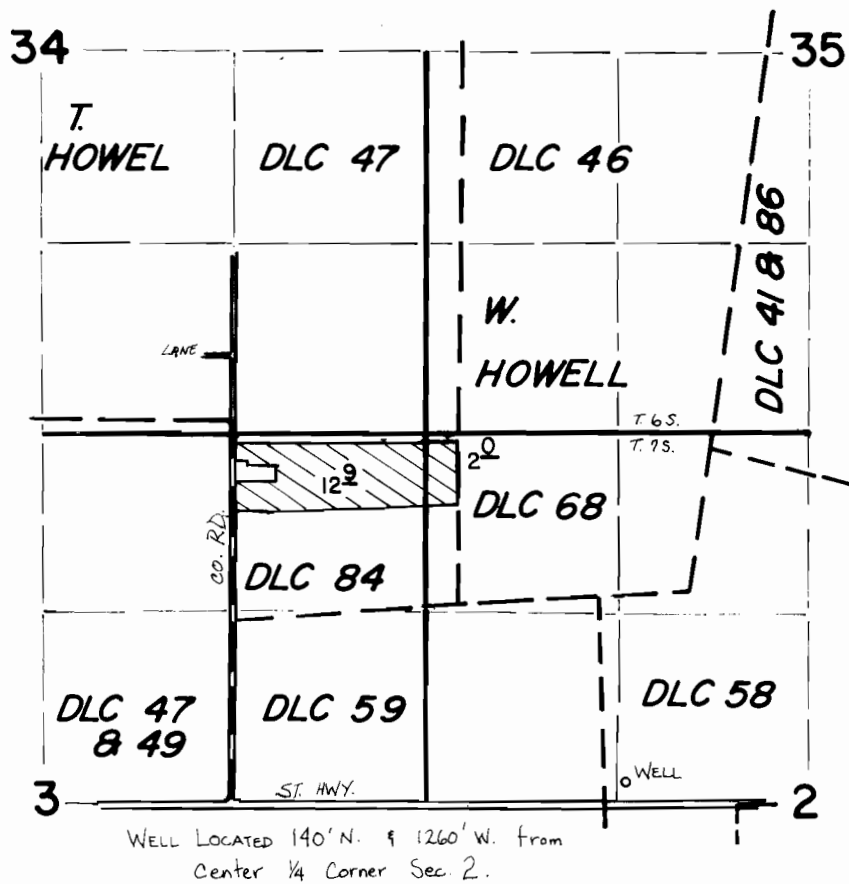 34
35
T.
HOWEL
DLC 47
DLC 46
DLC 41 & 86
W.
HOWELL
LANE
T. 6 S.
T. 7 S.
2 0
12 9
CO. RD.
DLC 68
DLC 84
DLC 47
& 49
DLC 59
DLC 58
WELL
3
ST. HWY.
2
WELL LOCATED 140' N. & 1260' W. from
Center 1/4 Corner Sec. 2.